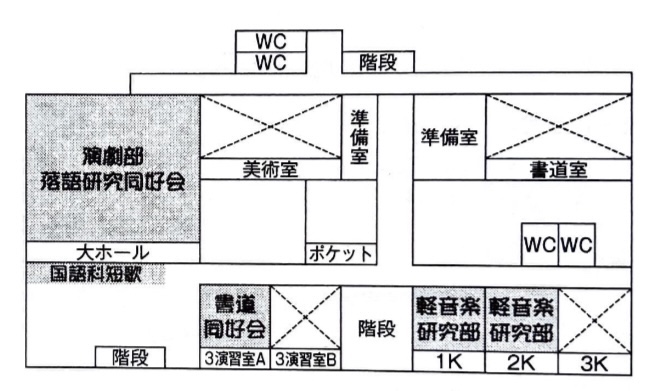 WC
WC
階段
演劇部
落語研究同好会
準備室
準備室
美術室
書道室
大ホール
ポケット
WC
WC
国語科短歌
書道
同好会
階段
軽音楽
研究部
軽音楽
研究部
階段
3演習室A
3演習室B
1K
2K
3K